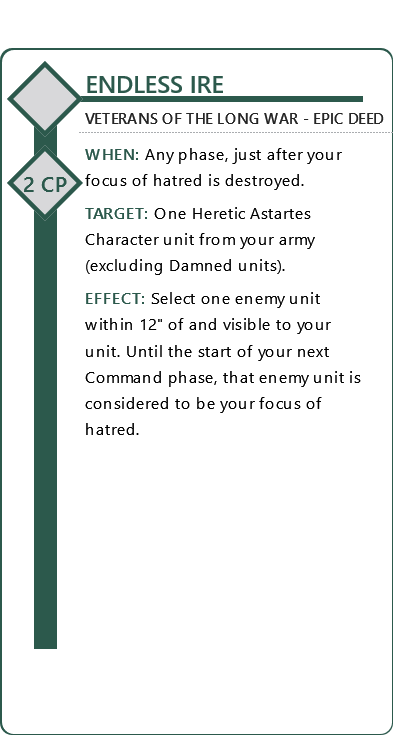 ENDLESS IRE
VETERANS OF THE LONG WAR - EPIC DEED
2 CP
WHEN: Any phase, just after your
focus of hatred is destroyed.
TARGET: One Heretic Astartes
Character unit from your army
(excluding Damned units).
EFFECT: Select one enemy unit
within 12" of and visible to your
unit. Until the start of your next
Command phase, that enemy unit is
considered to be your focus of
hatred.